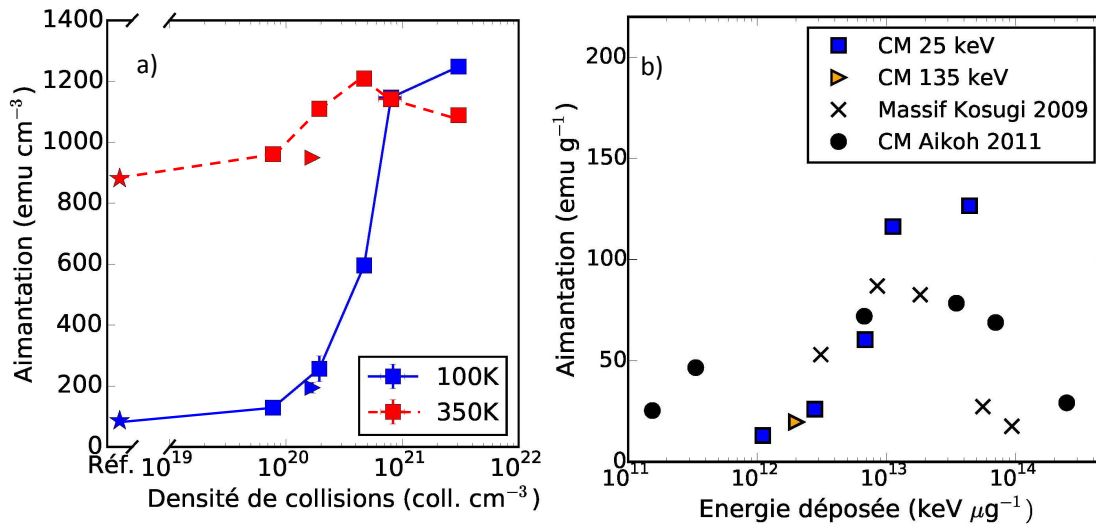 a)
Aimantation (emu cm⁻³)
1400
1200
1000
800
600
400
200
0
Réf.
10¹⁹
10²⁰
10²¹
10²²
Densité de collisions (coll. cm⁻³)
100K
350K
b)
Aimantation (emu g⁻¹)
200
150
100
50
0
10¹¹
10¹²
10¹³
10¹⁴
Energie déposée (keV μg⁻¹)
CM 25 keV
CM 135 keV
Massif Kosugi 2009
CM Aikoh 2011